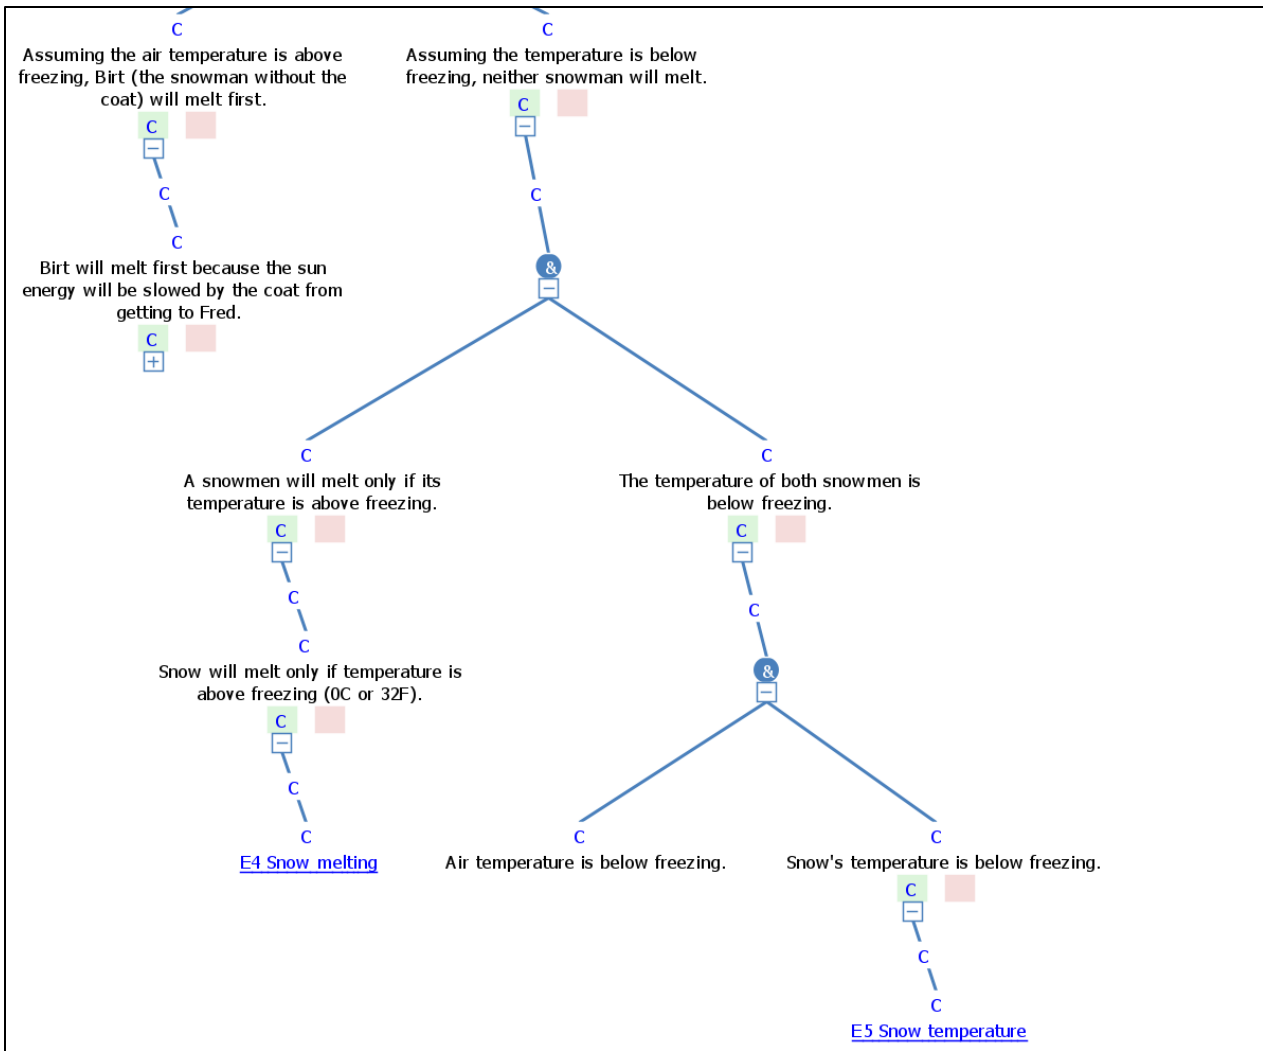 C
C
Assuming the air temperature is above
freezing, Birt (the snowman without the
coat) will melt first.
C
C
C
Birt will melt first because the sun
energy will be slowed by the coat from
getting to Fred.
C
Assuming the temperature is below
freezing, neither snowman will melt.
C
C
&
C
A snowmen will melt only if its
temperature is above freezing.
C
C
C
Snow will melt only if temperature is
above freezing (0C or 32F).
C
C
C
E4 Snow melting
C
The temperature of both snowmen is
below freezing.
C
C
&
C
Air temperature is below freezing.
C
Snow's temperature is below freezing.
C
C
C
E5 Snow temperature